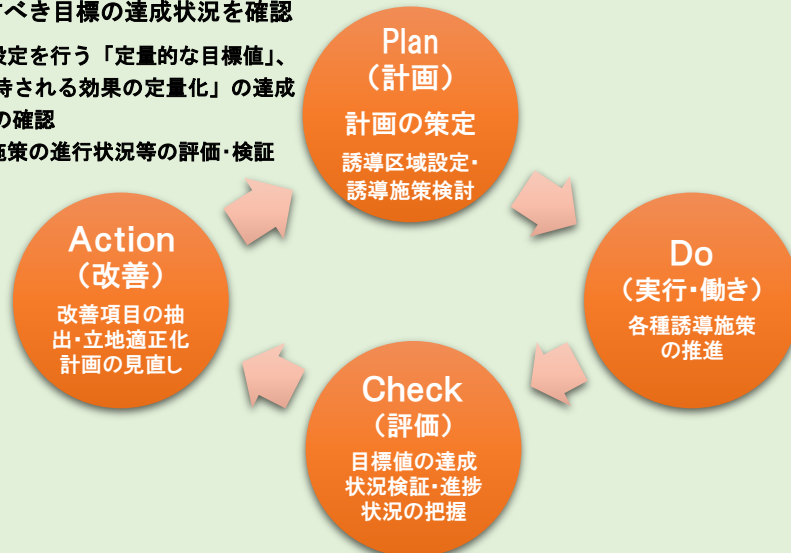 べき目標の達成状況を確認
設定を行う「定量的な目標値」、
待される効果の定量化」の達成
の確認
施策の進行状況等の評価・検証
Plan
（計画）
計画の策定
誘導区域設定・
誘導施策検討
Do
（実行・働き）
各種誘導施策
の推進
Check
（評価）
目標値の達成
状況検証・進捗
状況の把握
Action
（改善）
改善項目の抽
出・立地適正化
計画の見直し